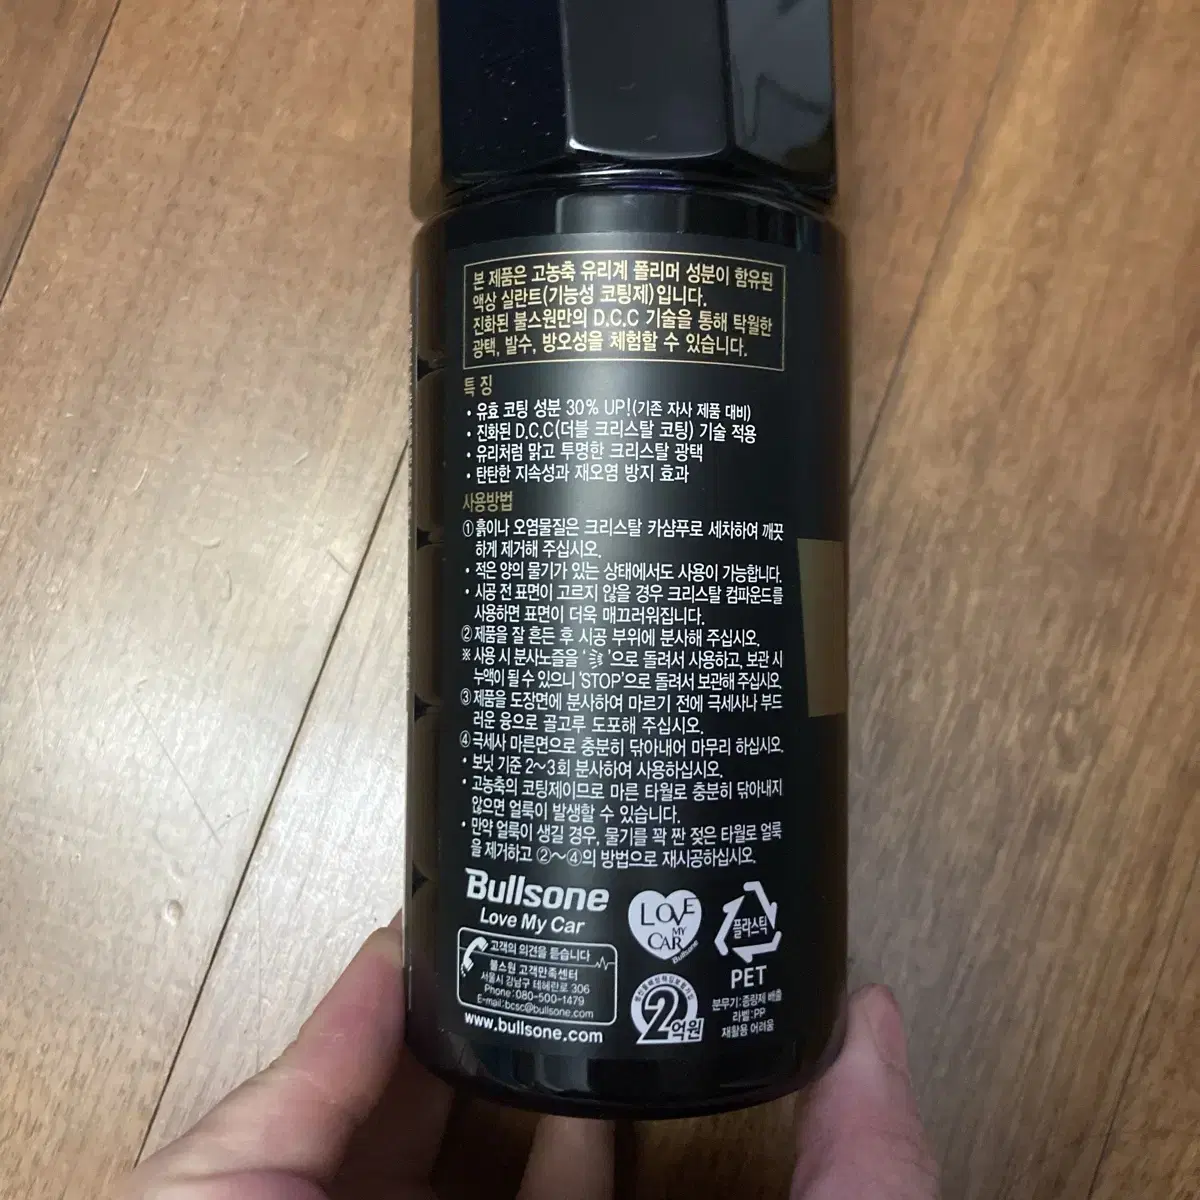 본 제품은 고농축 유리계 폴리머 성분이 함유된
액상 실란트(기능성 코팅제)입니다.
진화된 불스원만의 D.C.C 기술을 통해 탁월한
광택, 발수, 방오성을 체험할 수 있습니다.
특 징
• 유효 코팅 성분 30% UP!(기존 자사 제품 대비)
• 진화된 D.C.C(더블 크리스탈 코팅) 기술 적용
• 유리처럼 맑고 투명한 크리스탈 광택
• 탄탄한 지속성과 재오염 방지 효과
사용방법
① 흙이나 오염물질은 크리스탈 카샴푸로 세차하여 깨끗
하게 제거해 주십시오.
• 적은 양의 물기가 있는 상태에서도 사용이 가능합니다.
• 시공 전 표면이 고르지 않을 경우 크리스탈 컴파운드를
사용하면 표면이 더욱 매끄러워집니다.
② 제품을 잘 흔든 후 시공 부위에 분사해 주십시오.
※ 사용 시 분사노즐을 ' '으로 돌려서 사용하고, 보관 시
누액이 될 수 있으니 'STOP'으로 돌려서 보관해 주십시오.
③ 제품을 도장면에 분사하여 마르기 전에 극세사나 부드
러운 융으로 골고루 도포해 주십시오.
④ 극세사 마른면으로 충분히 닦아내어 마무리 하십시오.
• 보닛 기준 2~3회 분사하여 사용하십시오.
• 고농축의 코팅제이므로 마른 타월로 충분히 닦아내지
않으면 얼룩이 발생할 수 있습니다.
• 만약 얼룩이 생길 경우, 물기를 꽉 짠 젖은 타월로 얼룩
을 제거하고 ②~④의 방법으로 재시공하십시오.
Bullsone
Love My Car
고객의 의견을 듣습니다
불스원 고객만족센터
서울시 강남구 테헤란로 306
Phone:080-500-1479
E-mail:bcsc@bullsone.com
www.bullsone.com
LOVE
MY
CAR
Bullsone
2억원
플라스틱
PET
분무기:중량제 배출
라벨:PP
재활용 어려움